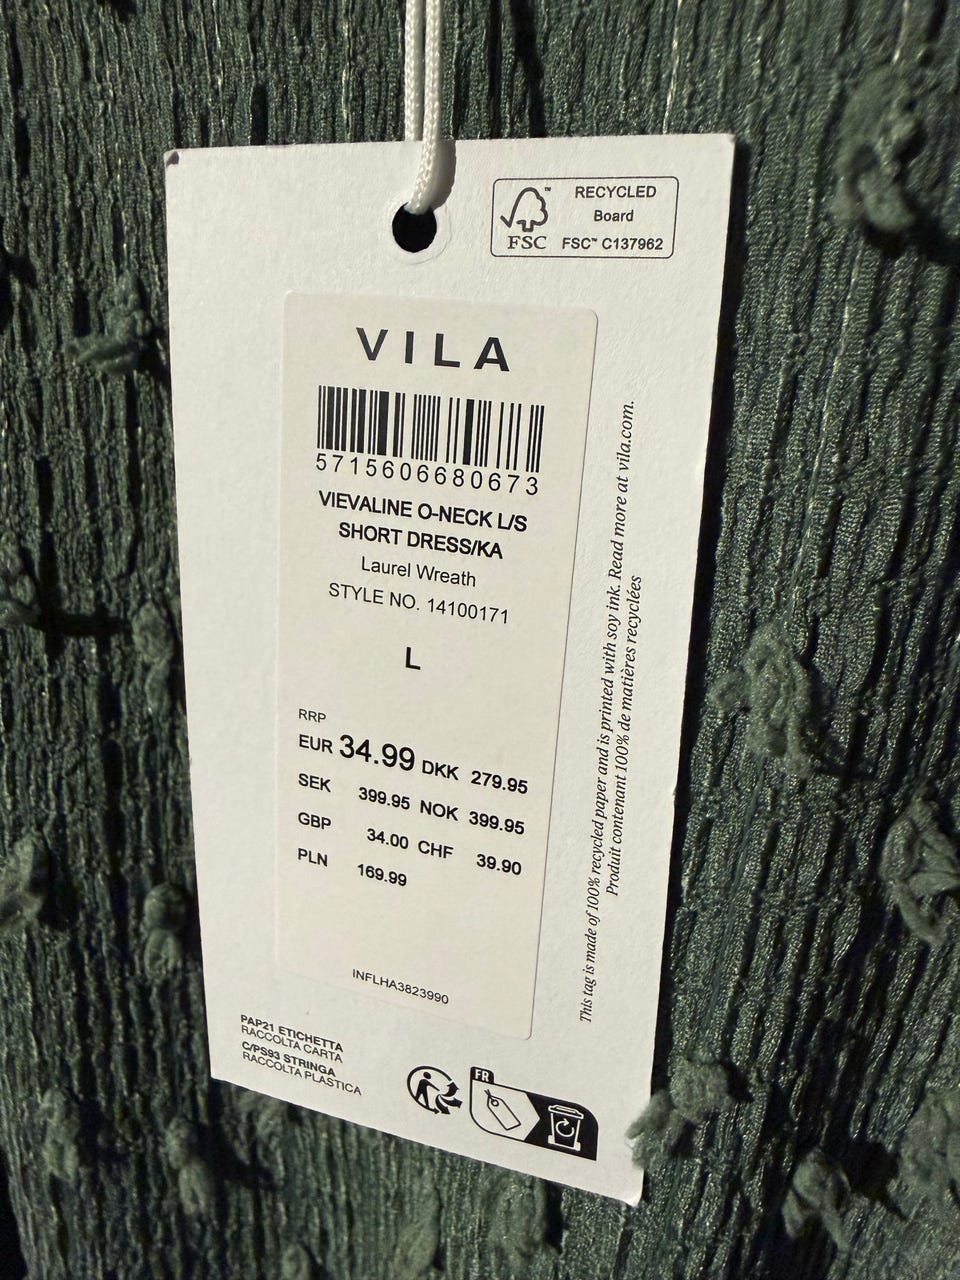 RECYCLED
Board
FSC™ C137962
™
FSC
VILA
5715606680673
VIEVALINE O-NECK L/S
SHORT DRESS/KA
Laurel Wreath
STYLE NO. 14100171
L
RRP
EUR 34.99 DKK 279.95
SEK 399.95 NOK 399.95
GBP 34.00 CHF 39.90
PLN 169.99
INFLHA3823990
This tag is made of 100% recycled paper and is printed with soy ink. Read more at vila.com.
Produit contenant 100% de matières recyclées
PAP21 ETICHETTA
RACCOLTA CARTA
C/PS93 STRINGA
RACCOLTA PLASTICA
FR